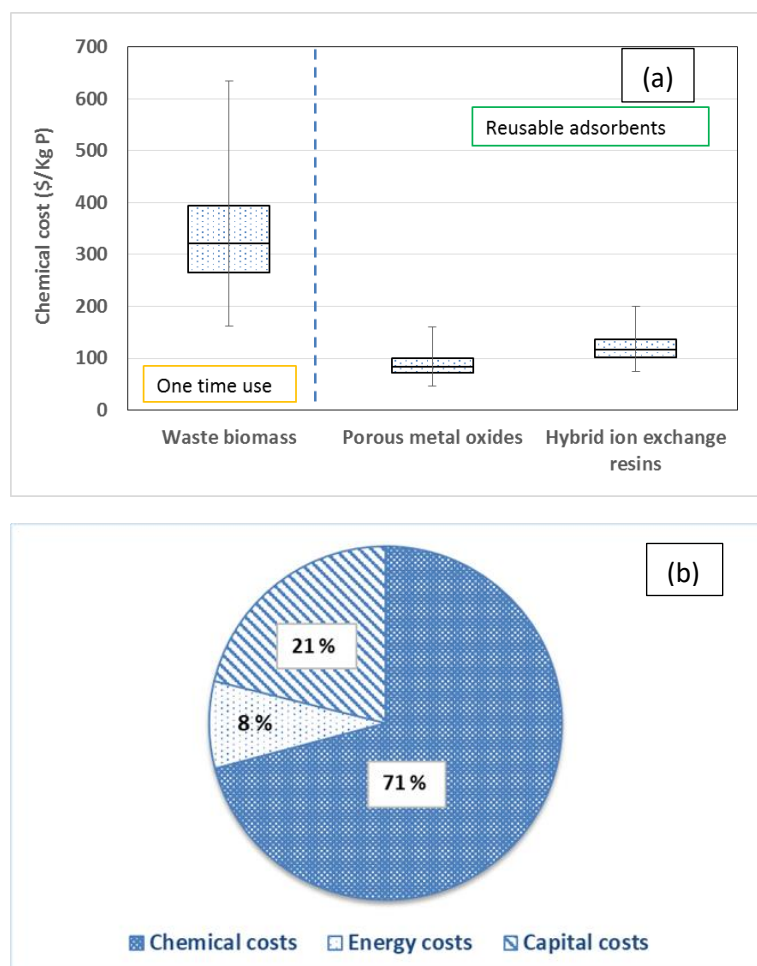 700
(a)
600
Reusable adsorbents
500
400
300
200
100
One time use
0
Chemical cost ($/Kg P)
Waste biomass
Porous metal oxides
Hybrid ion exchange
resins
(b)
21 %
8 %
71 %
Chemical costs
Energy costs
Capital costs